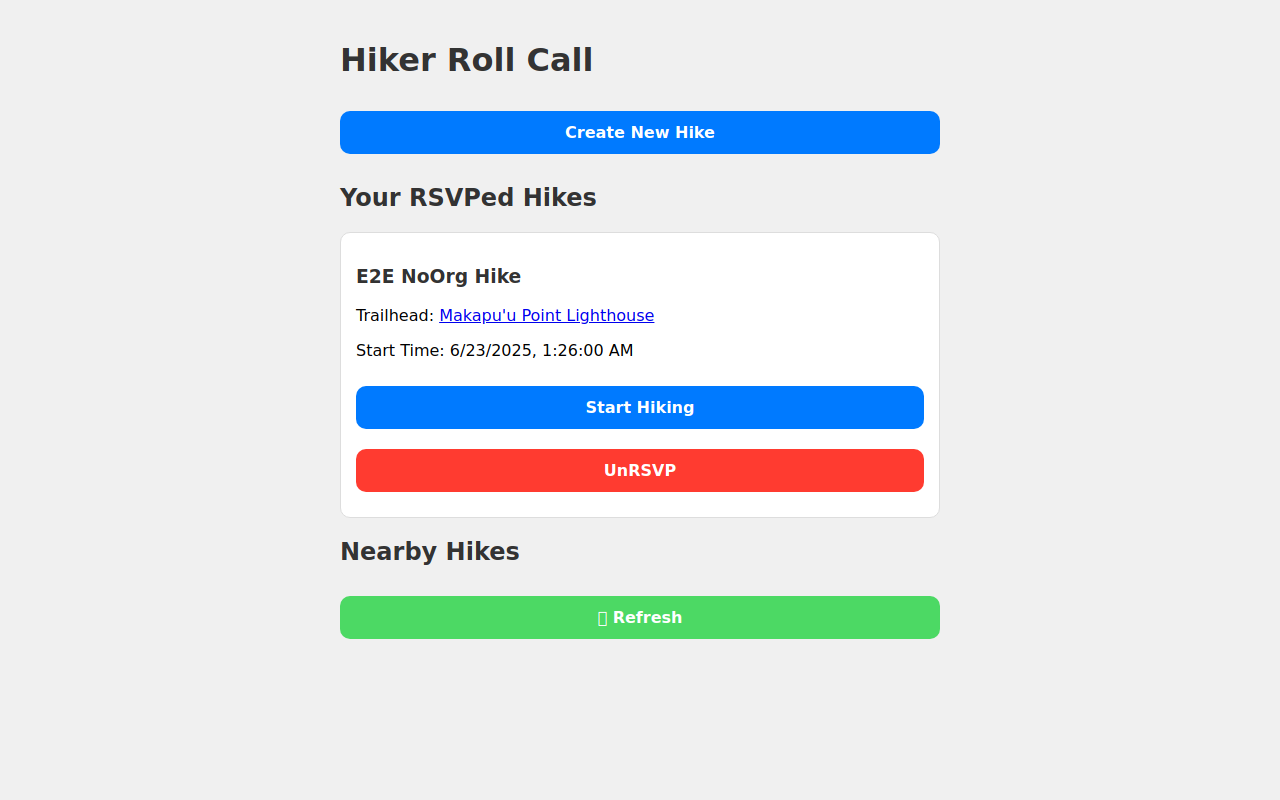 Hiker Roll Call
Create New Hike
Your RSVPed Hikes
E2E NoOrg Hike
Trailhead: Makapu'u Point Lighthouse
Start Time: 6/23/2025, 1:26:00 AM
Start Hiking
UnRSVP
Nearby Hikes
Refresh